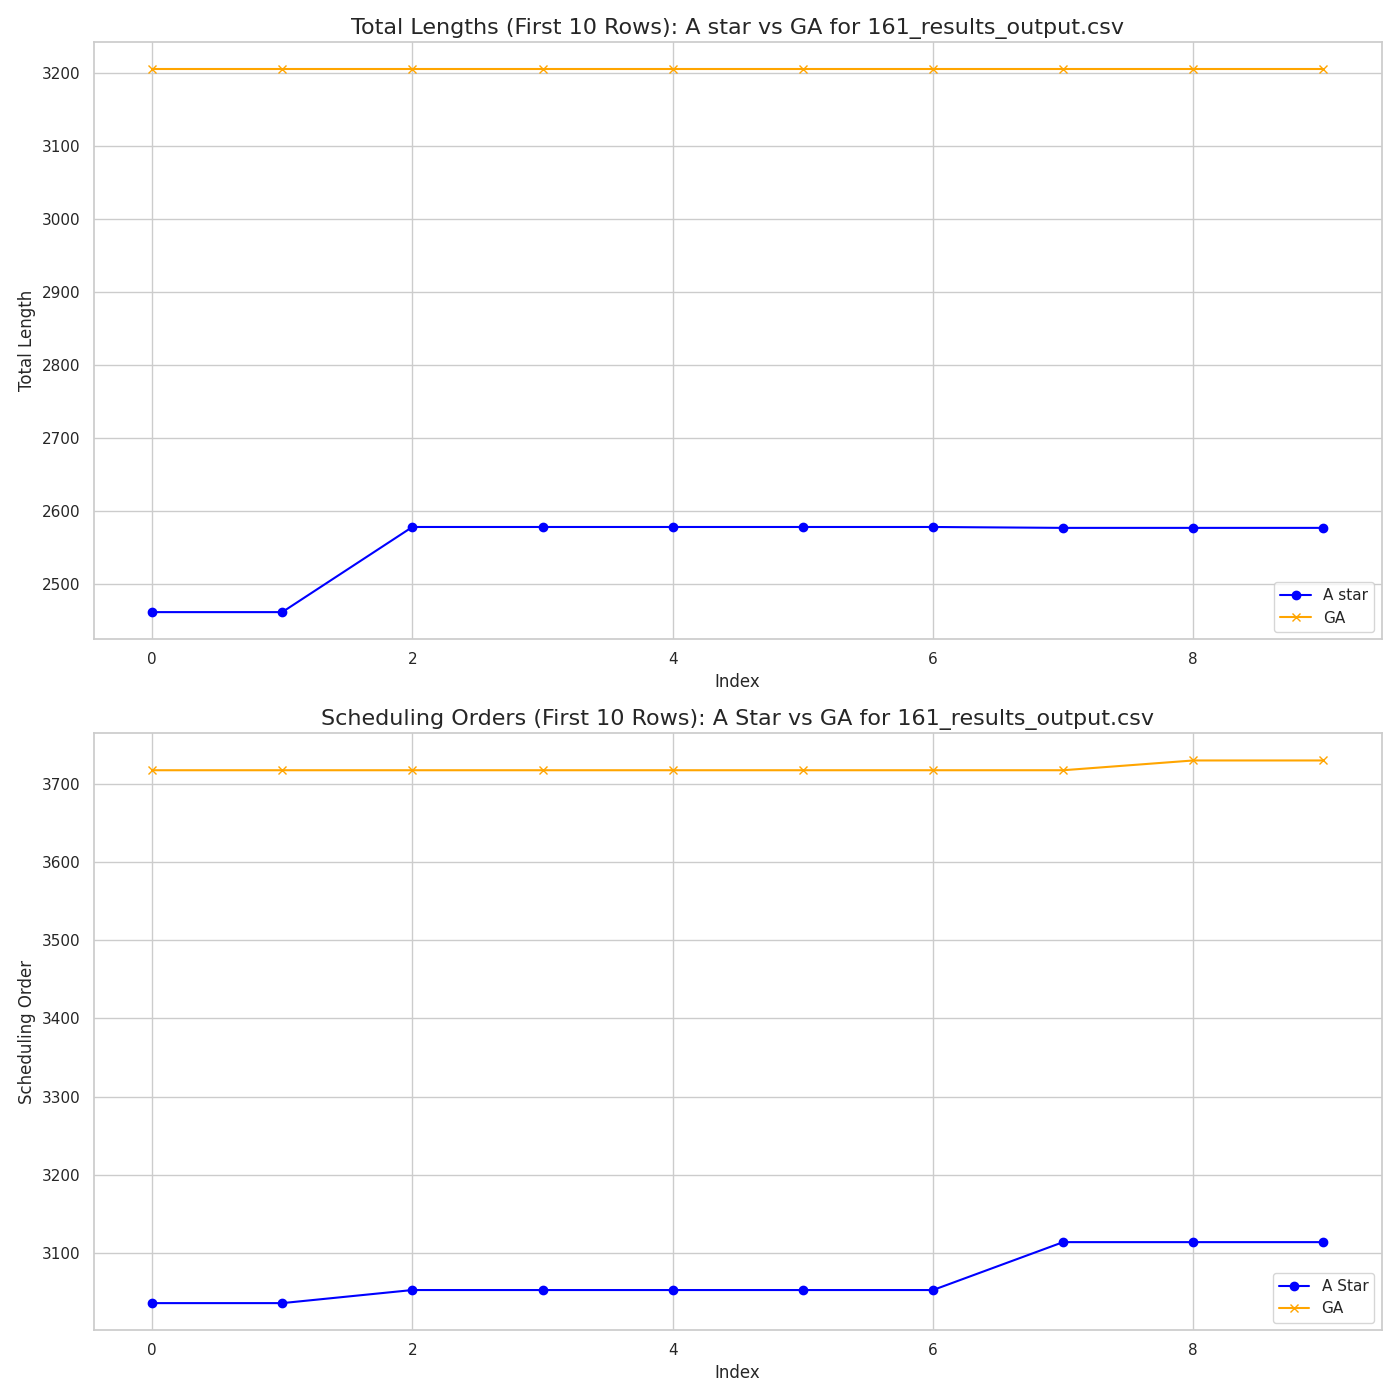 Total Lengths (First 10 Rows): A star vs GA for 161_results_output.csv
3200
3100
3000
2900
2800
2700
2600
2500
Total Length
0 2 4 6 8
Index
A star
GA
Scheduling Orders (First 10 Rows): A Star vs GA for 161_results_output.csv
3700
3600
3500
3400
3300
3200
3100
Scheduling Order
0 2 4 6 8
Index
A Star
GA